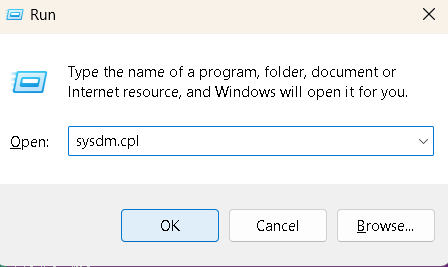 Run
Type the name of a program, folder, document or
Internet resource, and Windows will open it for you.
Open: sysdm.cpl
OK Cancel Browse...